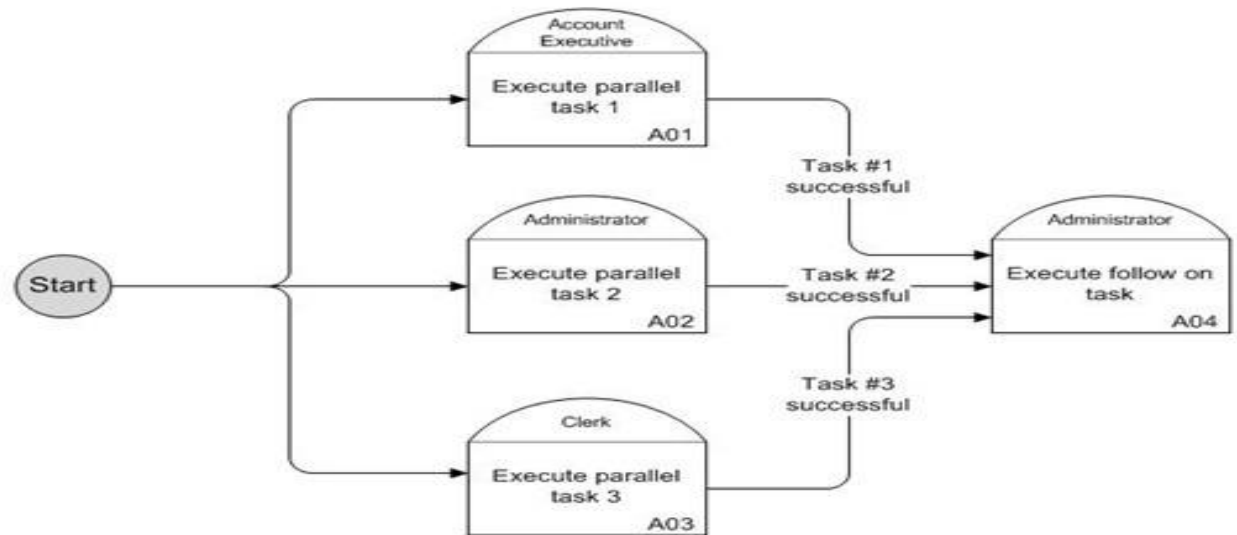 Account
Executive
Execute parallel
task 1
A01
Task #1
successful
Administrator
Execute parallel
task 2
A02
Start
Task #2
successful
Administrator
Execute follow on
task
A04
Task #3
successful
Clerk
Execute parallel
task 3
A03